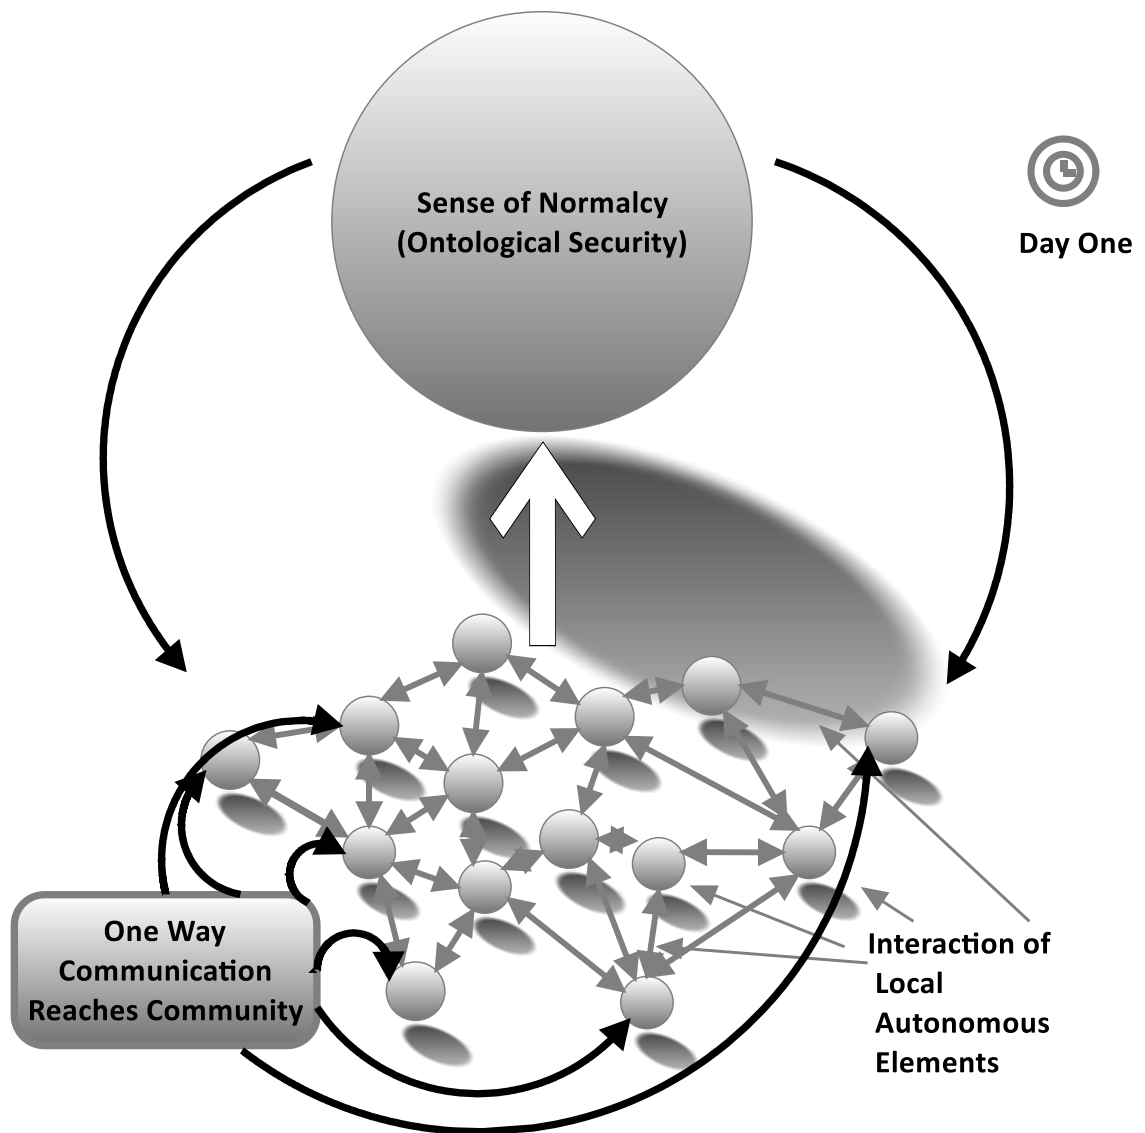 Sense of Normalcy
(Ontological Security)
Day One
One Way
Communication
Reaches Community
Interaction of
Local
Autonomous
Elements